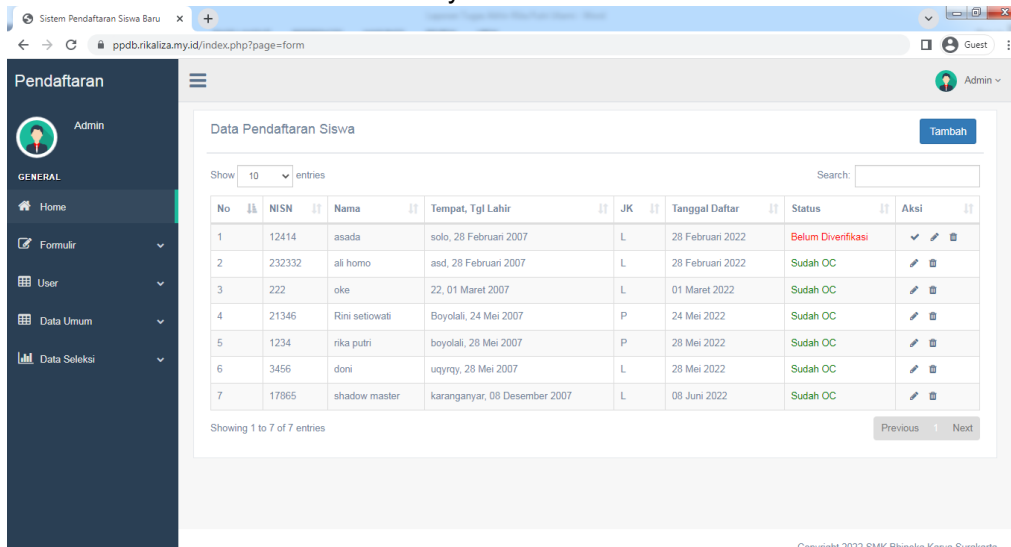 Sistem Pendaftaran Siswa Baru
ppdb.rikaliza.my.id/index.php?page=form
Guest
Pendaftaran
Admin
Admin
GENERAL
Home
Formulir
User
Data Umum
Data Seleksi
Data Pendaftaran Siswa
Tambah
Show 10 entries
Search:
No NISN Nama Tempat, Tgl Lahir JK Tanggal Daftar Status Aksi
1 12414 asada solo, 28 Februari 2007 L 28 Februari 2022 Belum Diverifikasi
2 232332 ali homo asd, 28 Februari 2007 L 28 Februari 2022 Sudah OC
3 222 oke 22, 01 Maret 2007 L 01 Maret 2022 Sudah OC
4 21346 Rini setiowati Boyolali, 24 Mei 2007 P 24 Mei 2022 Sudah OC
5 1234 rika putri boyolali, 28 Mei 2007 P 28 Mei 2022 Sudah OC
6 3456 doni uqyrqy, 28 Mei 2007 L 28 Mei 2022 Sudah OC
7 17865 shadow master karanganyar, 08 Desember 2007 L 08 Juni 2022 Sudah OC
Showing 1 to 7 of 7 entries
Previous 1 Next
Copyright 2022 SMK Bhineka Karya Surakarta